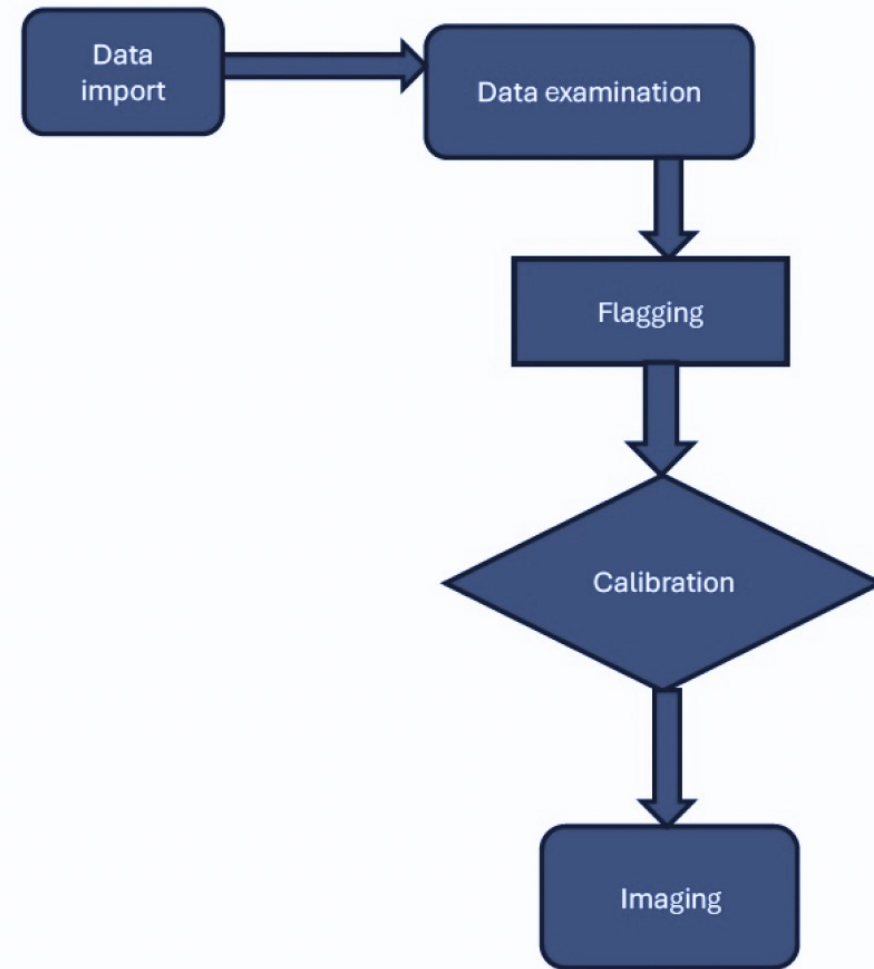 Data
import
Data examination
Flagging
Calibration
Imaging